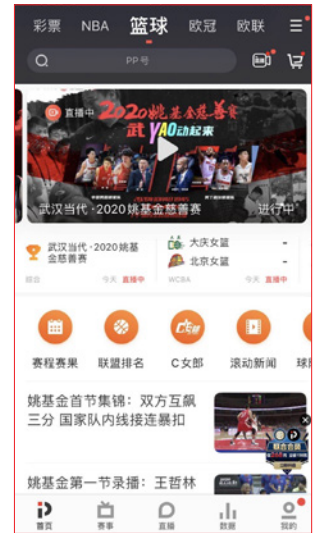 彩票 NBA 篮球 欧冠 欧联
PP号
直播中
2020姚基金慈善赛
武YAO动起来
武汉当代·2020姚基金慈善赛 进行中
武汉当代·2020姚基
金慈善赛
综合 今天 直播中
大庆女篮 -
北京女篮 -
WCBA 今天 直播中
赛程赛果 联盟排名 C女郎 滚动新闻 球
姚基金首节集锦：双方互飙
三分 国家队内线接连暴扣
姚基金第一节录播：王哲林
首页 赛事 直播 数据 我的